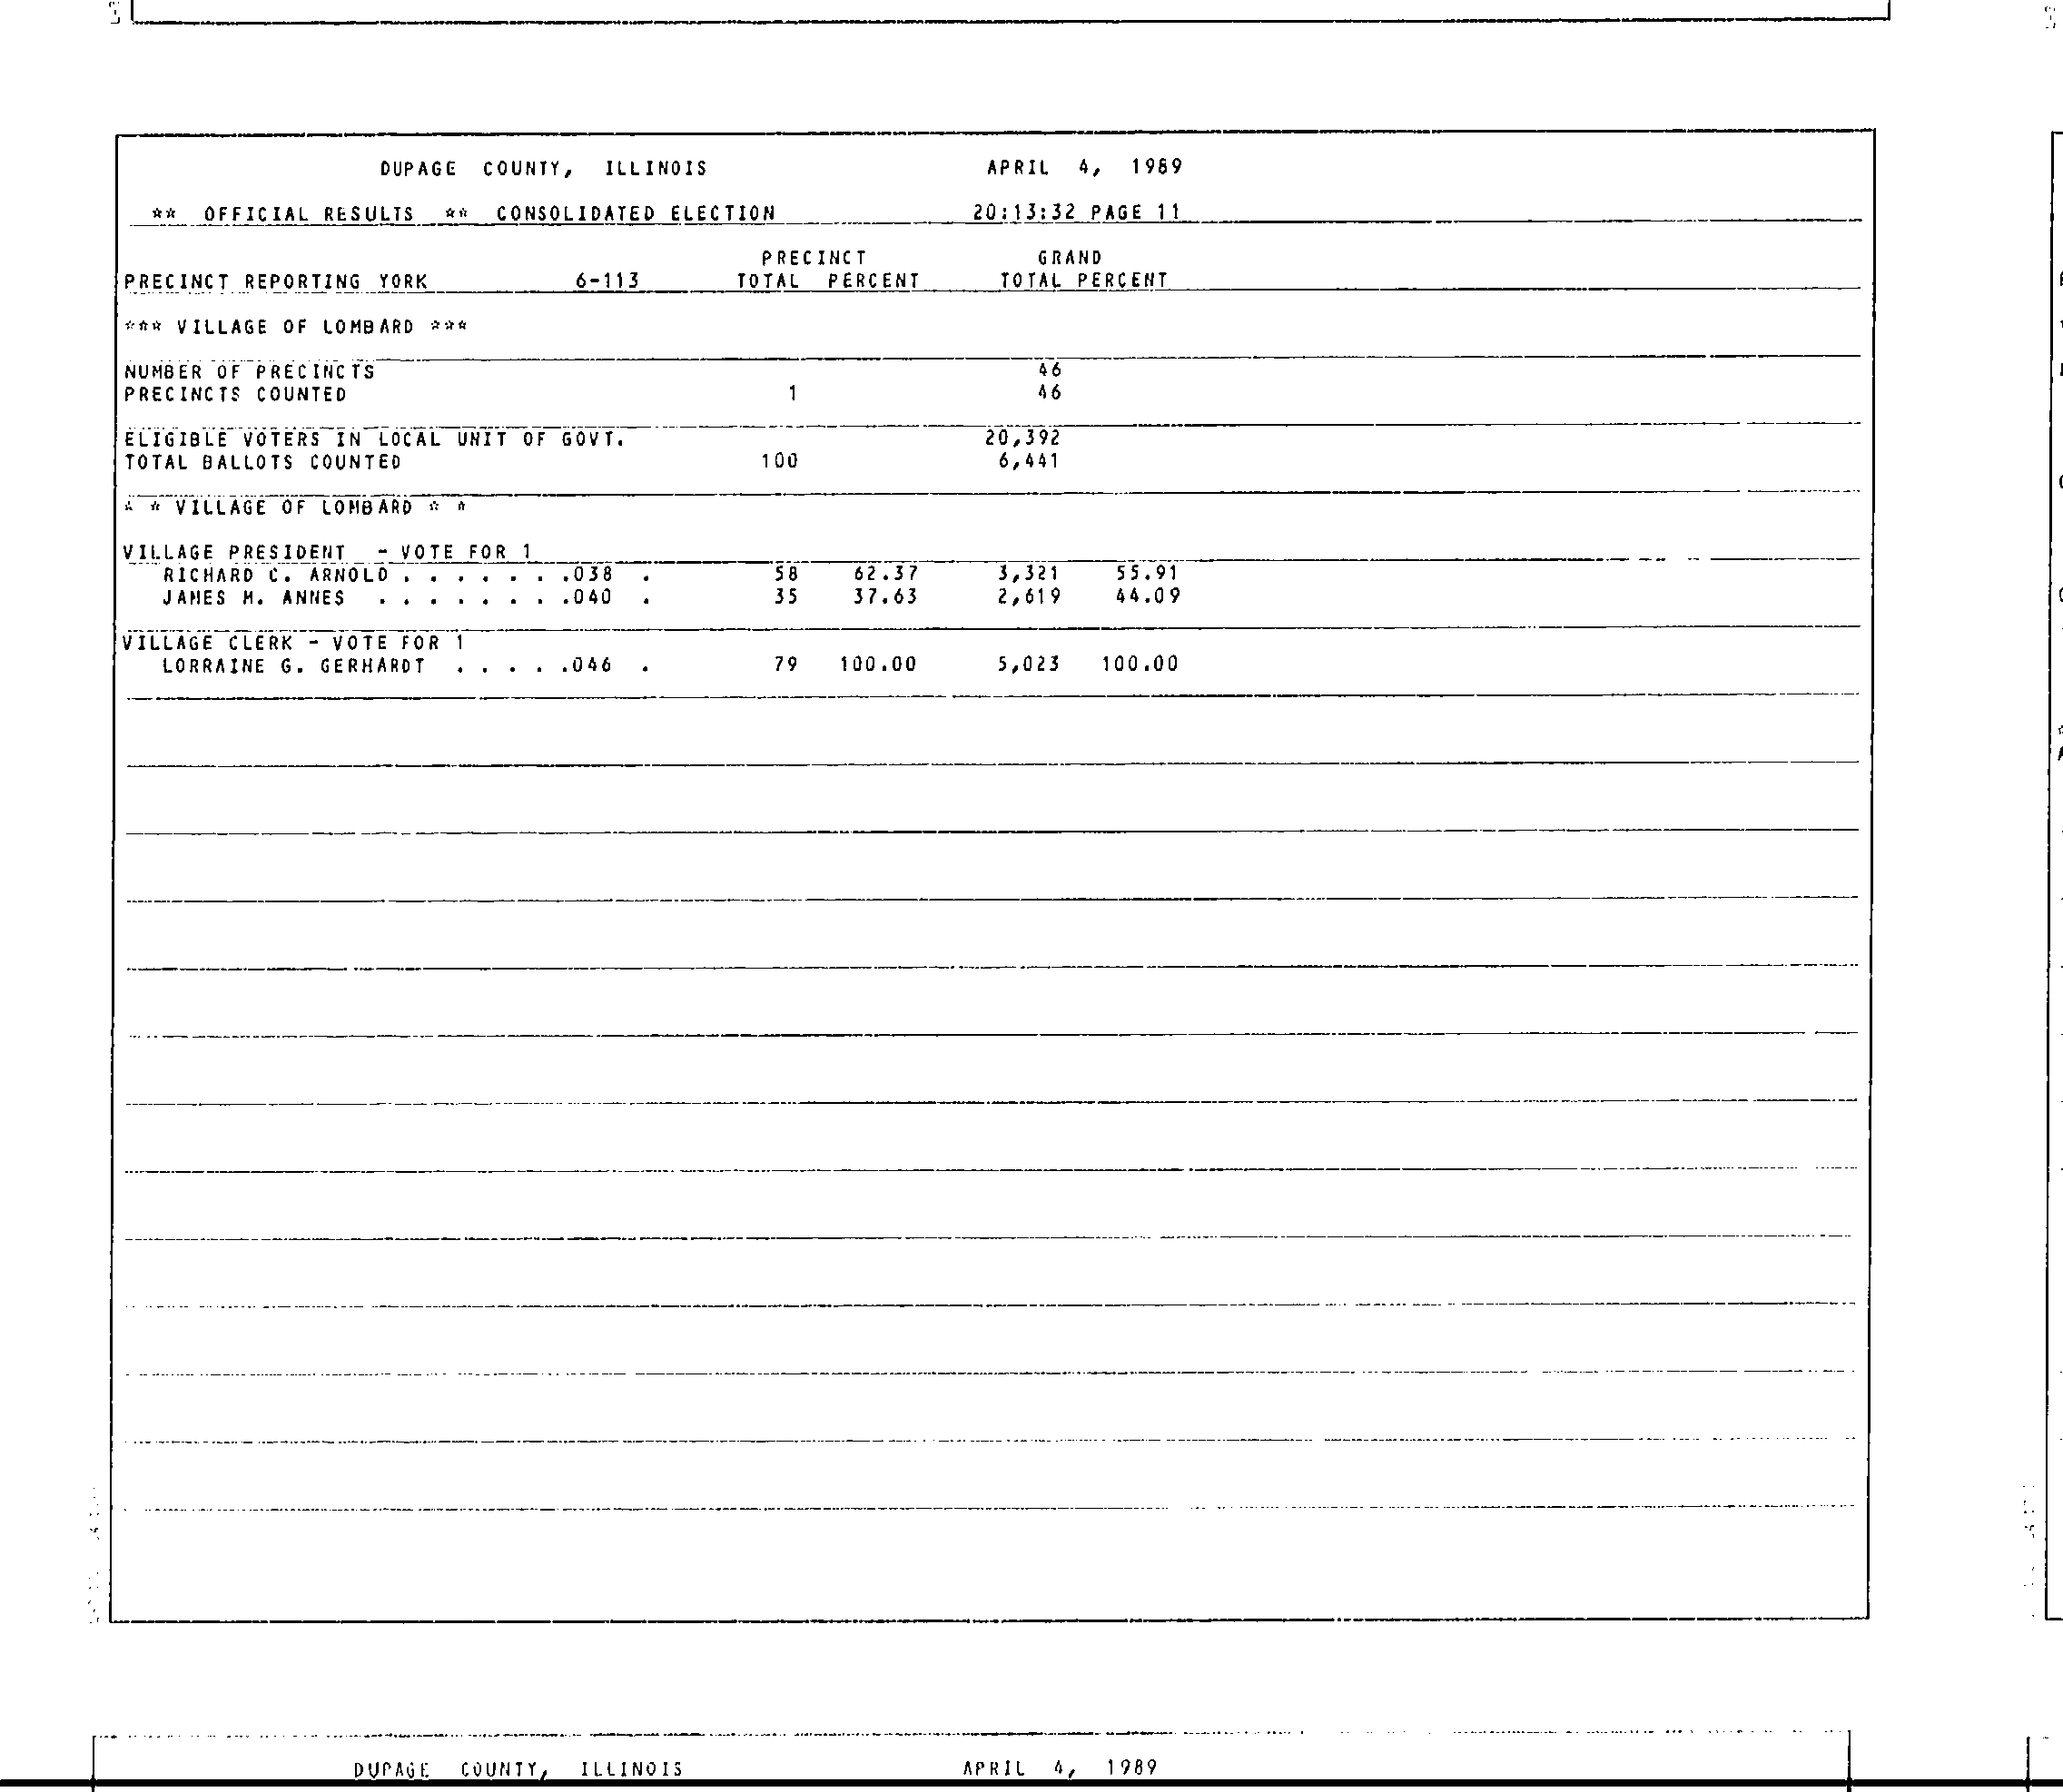 DUPAGE COUNTY, ILLINOIS APRIL 4, 1989
** OFFICIAL RESULTS ** CONSOLIDATED ELECTION 20:13:32 PAGE 11
PRECINCT GRAND
PRECINCT REPORTING YORK 6-113 TOTAL PERCENT TOTAL PERCENT
*** VILLAGE OF LOMBARD ***
NUMBER OF PRECINCTS 46
PRECINCTS COUNTED 1 46
ELIGIBLE VOTERS IN LOCAL UNIT OF GOVT. 20,392
TOTAL BALLOTS COUNTED 100 6,441
* * VILLAGE OF LOMBARD * *
VILLAGE PRESIDENT - VOTE FOR 1
RICHARD C. ARNOLD . . . . . . .038 . 58 62.37 3,321 55.91
JAMES M. ANNES . . . . . . . .040 . 35 37.63 2,619 44.09
VILLAGE CLERK - VOTE FOR 1
LORRAINE G. GERHARDT . . . . .046 . 79 100.00 5,023 100.00
DUPAGE COUNTY, ILLINOIS APRIL 4, 1989